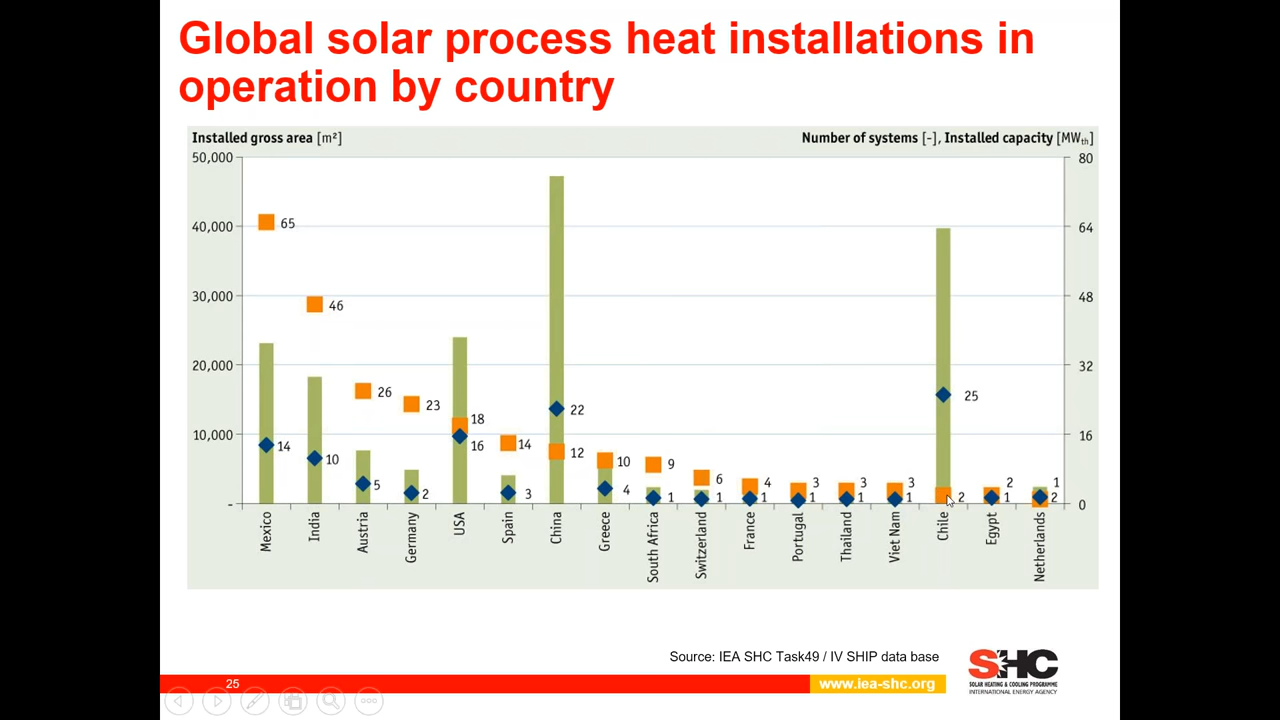 Global solar process heat installations in
operation by country
Installed gross area [m²]
Number of systems [-], Installed capacity [MWth]
50,000
80
65
40,000
64
46
30,000
48
20,000
32
26
25
23
22
18
10,000
16
14
16
14
12
10
10
9
5
6
4
4
3
3
3
2
3
1
1
1
1
1
1
2
2
1
1
2
-
0
Mexico
India
Austria
Germany
USA
Spain
China
Greece
South Africa
Switzerland
France
Portugal
Thailand
Viet Nam
Chile
Egypt
Netherlands
Source: IEA SHC Task49 / IV SHIP data base
SHC
SOLAR HEATING & COOLING PROGRAMME
INTERNATIONAL ENERGY AGENCY
25
www.iea-shc.org